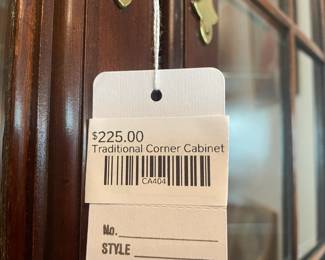 $225.00
Traditional Corner Cabinet
CA404
No.
STYLE